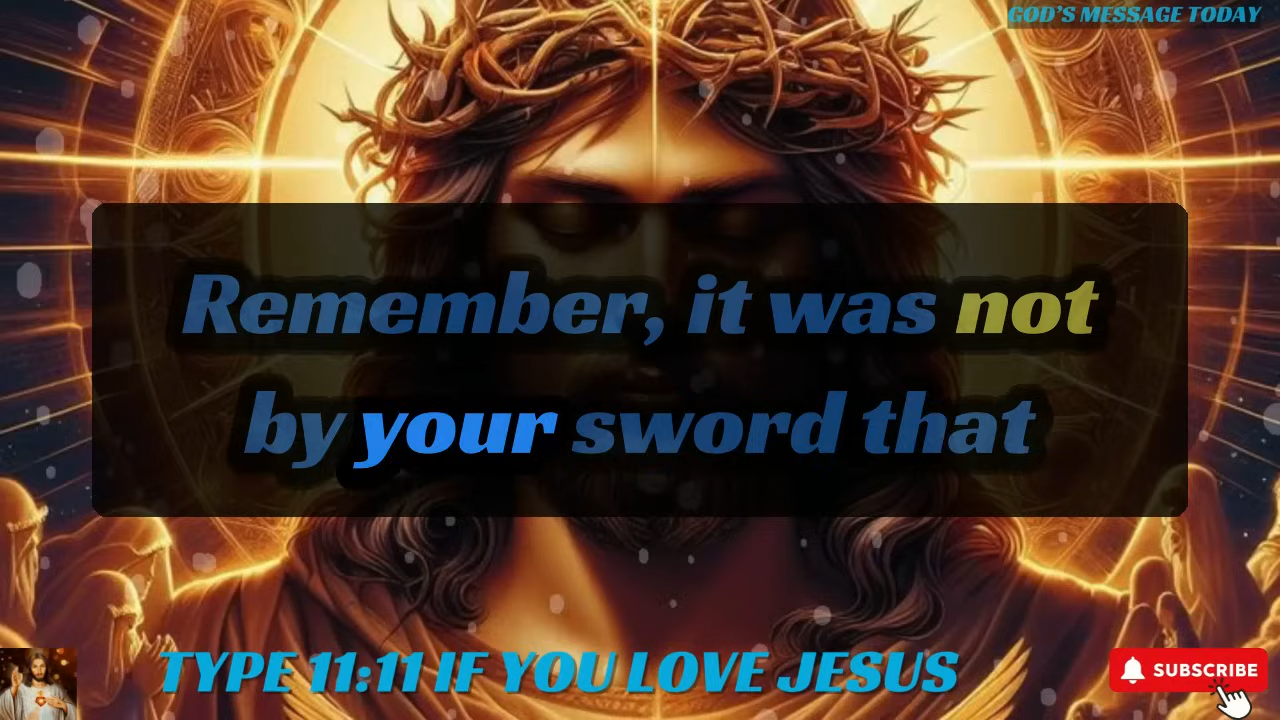 GOD'S MESSAGE TODAY
Remember, it was not
by your sword that
TYPE 11:11 IF YOU LOVE JESUS
SUBSCRIBE